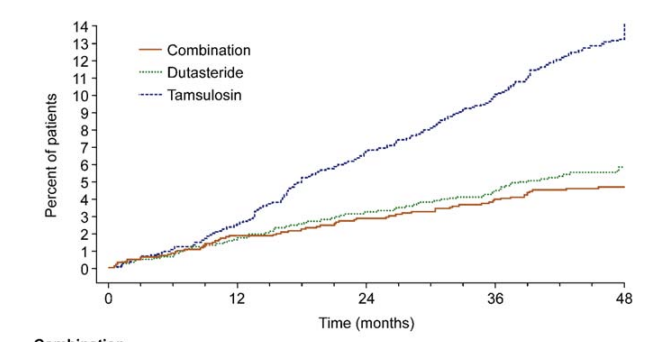 14
13
12
11
10
9
8
7
6
5
4
3
2
1
0
Percent of patients
Combination
Dutasteride
Tamsulosin
0 12 24 36 48
Time (months)
Combination